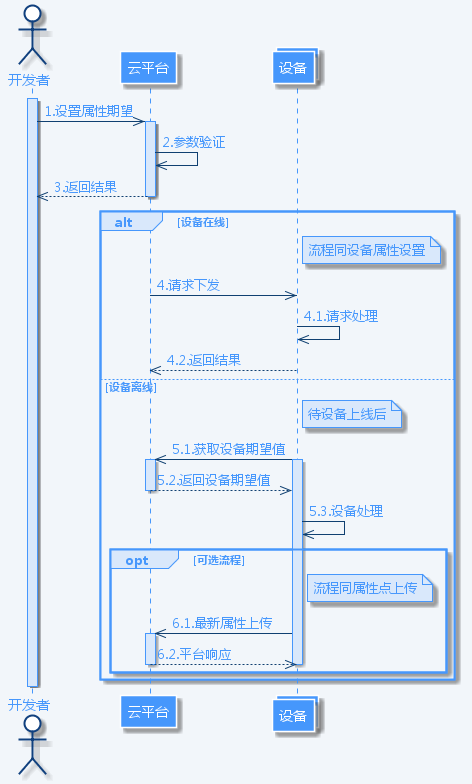 开发者
云平台
设备
1.设置属性期望
2.参数验证
3.返回结果
alt
[设备在线]
流程同设备属性设置
4.请求下发
4.1.请求处理
4.2.返回结果
[设备离线]
待设备上线后
5.1.获取设备期望值
5.2.返回设备期望值
5.3.设备处理
opt
[可选流程]
流程同属性点上传
6.1.最新属性上传
6.2.平台响应
开发者
云平台
设备